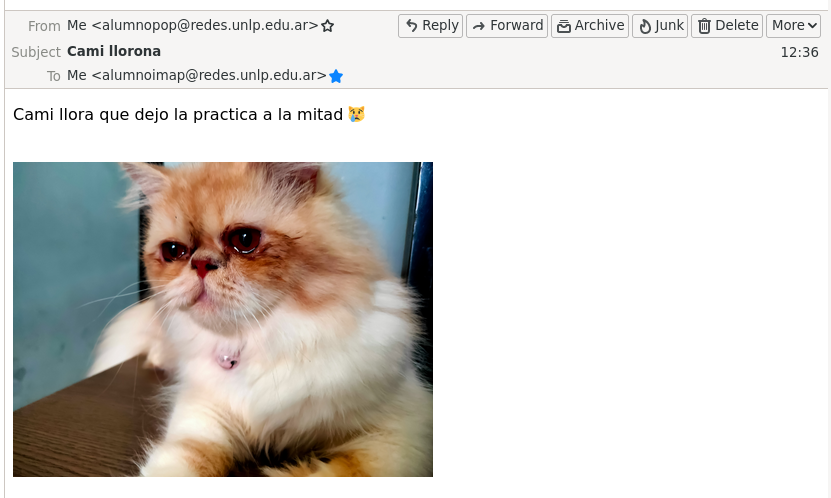 From Me <alumnopop@redes.unlp.edu.ar> Reply Forward Archive Junk Delete More
Subject Cami llorona 12:36
To Me <alumnoimap@redes.unlp.edu.ar>
Cami llora que dejo la practica a la mitad 😿